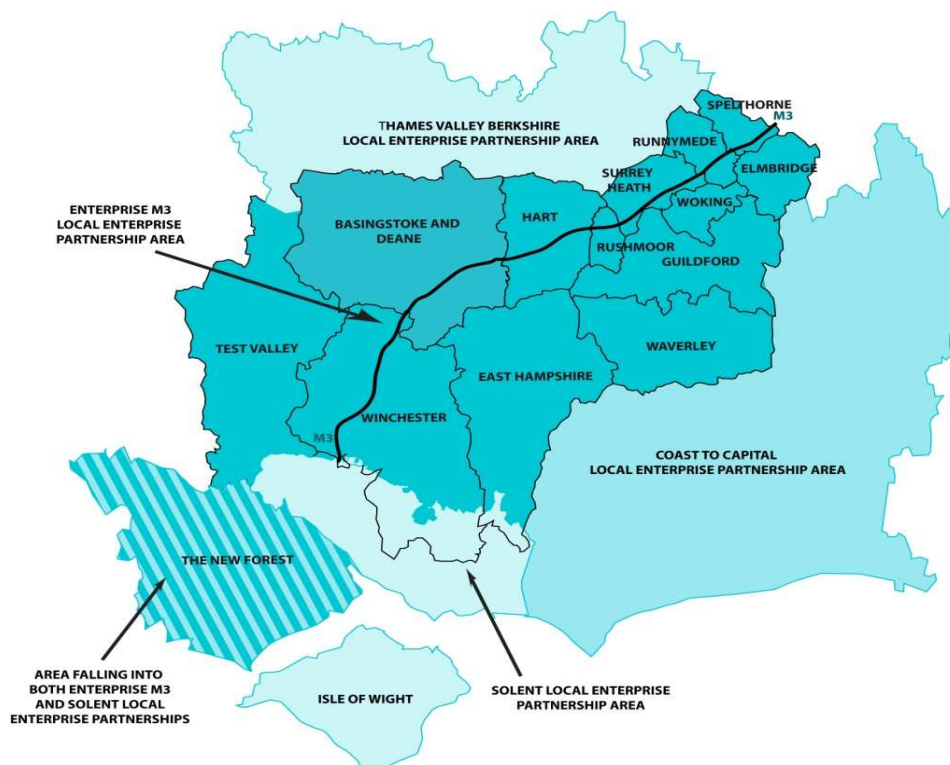 SPELTHORNE
M3
THAMES VALLEY BERKSHIRE
LOCAL ENTERPRISE PARTNERSHIP AREA
RUNNYMEDE
ELMBRIDGE
SURREY
HEATH
WOKING
ENTERPRISE M3
LOCAL ENTERPRISE
PARTNERSHIP AREA
BASINGSTOKE AND
DEANE
HART
RUSHMOOR
GUILDFORD
TEST VALLEY
WAVERLEY
EAST HAMPSHIRE
WINCHESTER
M3
COAST TO CAPITAL
LOCAL ENTERPRISE PARTNERSHIP AREA
THE NEW FOREST
AREA FALLING INTO
BOTH ENTERPRISE M3
AND SOLENT LOCAL
ENTERPRISE PARTNERSHIPS
ISLE OF WIGHT
SOLENT LOCAL ENTERPRISE
PARTNERSHIP AREA